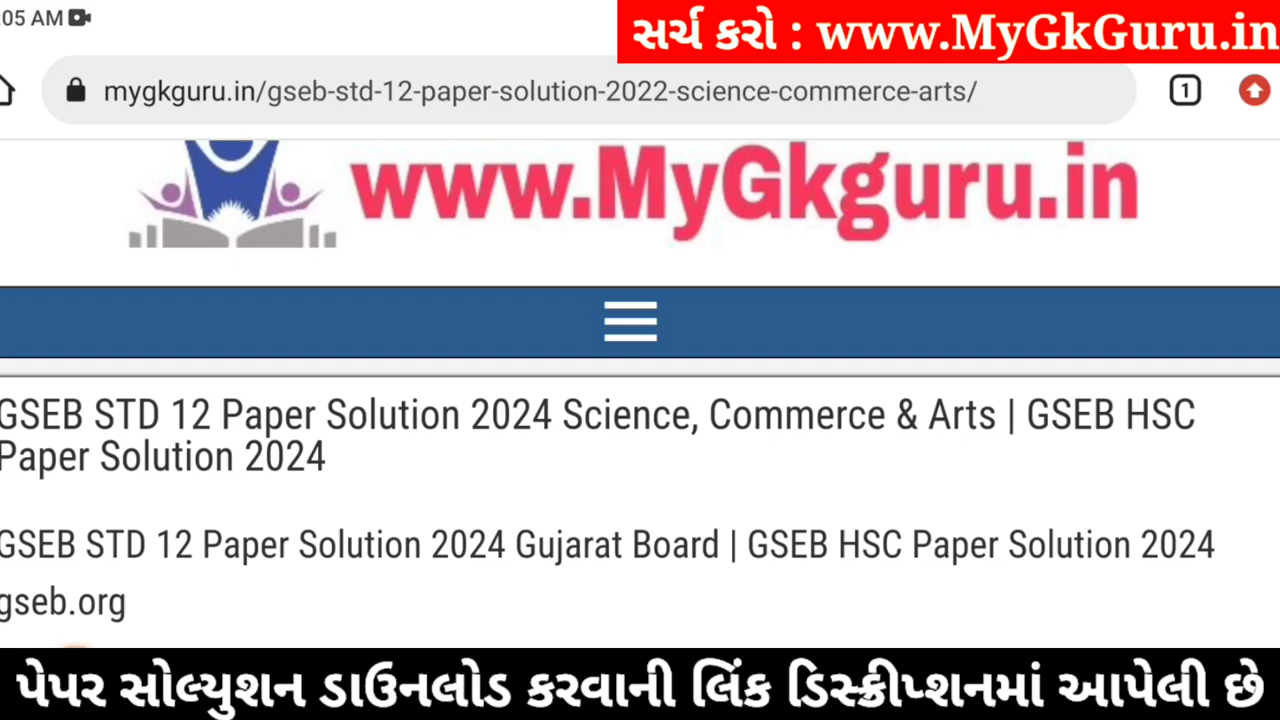 :05 AM
સર્ચ કરો : www.MyGkGuru.in
mygkguru.in/gseb-std-12-paper-solution-2022-science-commerce-arts/
1
www.MyGkguru.in
GSEB STD 12 Paper Solution 2024 Science, Commerce & Arts | GSEB HSC
Paper Solution 2024
GSEB STD 12 Paper Solution 2024 Gujarat Board | GSEB HSC Paper Solution 2024
gseb.org
પેપર સોલ્યુશન ડાઉનલોડ કરવાની લિંક ડિસ્ક્રીપ્શનમાં આપેલી છે